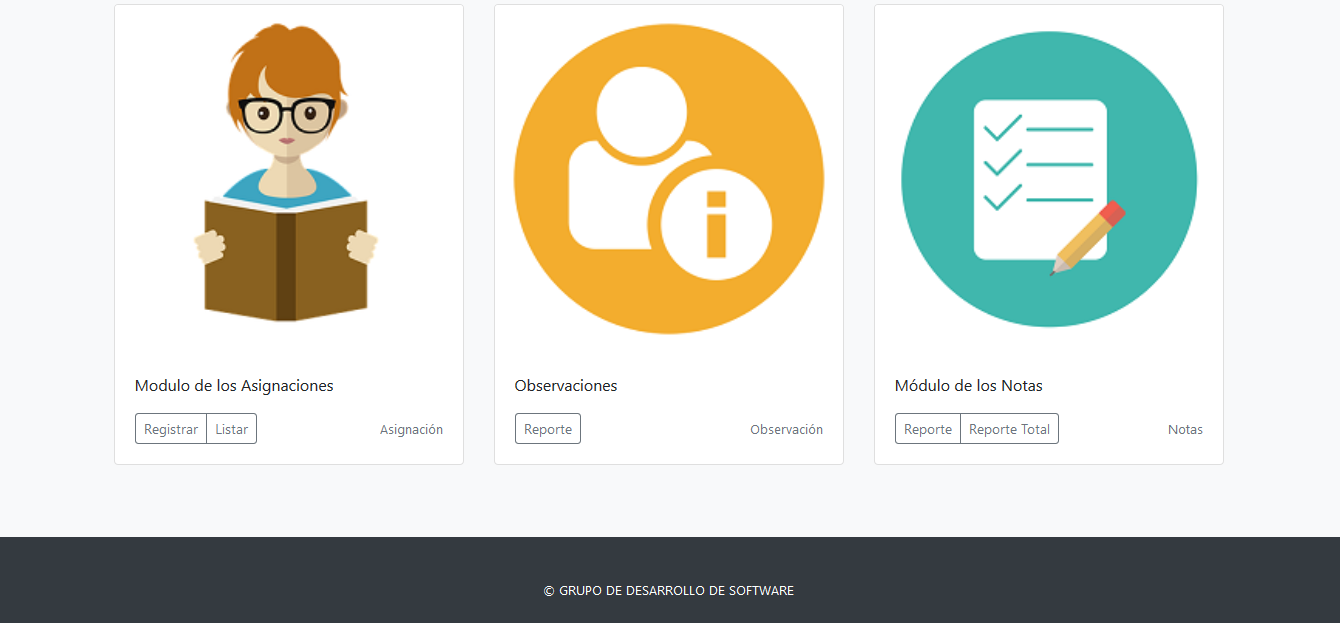 Modulo de los Asignaciones
Registrar Listar Asignación
Observaciones
Reporte Observación
Módulo de los Notas
Reporte Reporte Total Notas
© GRUPO DE DESARROLLO DE SOFTWARE